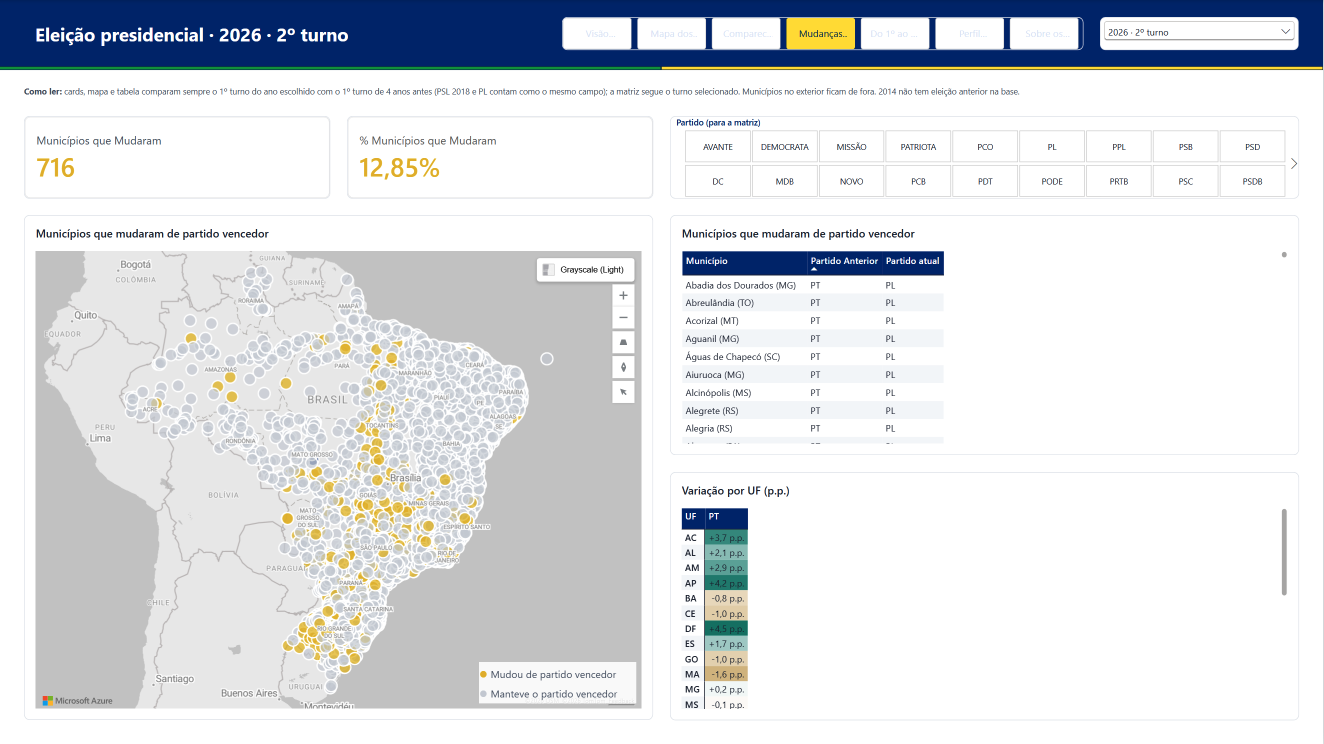 Eleição presidencial · 2026 · 2º turno
Visão...
Mapa dos..
Comparec...
Mudanças..
Do 1º ao ...
Perfil...
Sobre os...
2026 · 2º turno
Como ler: cards, mapa e tabela comparam sempre o 1º turno do ano escolhido com o 1º turno de 4 anos antes (PSL 2018 e PL contam como o mesmo campo); a matriz segue o turno selecionado. Municípios no exterior ficam de fora. 2014 não tem eleição anterior na base.
Municípios que Mudaram
716
% Municípios que Mudaram
12,85%
Partido (para a matriz)
AVANTE DEMOCRATA MISSÃO PATRIOTA PCO PL PPL PSB PSD
DC MDB NOVO PCB PDT PODE PRTB PSC PSDB
Municípios que mudaram de partido vencedor
Grayscale (Light)
Bogotá
COLÔMBIA
GUIANA
SURINAME
RORAIMA
AMAPÁ
Quito
EQUADOR
AMAZONAS
PARÁ
MARANHÃO
CEARÁ
BRASIL
PARAÍBA
PIAUÍ
PE
ACRE
ALAGOAS
SE
PERU
Lima
TOCANTINS
RONDÔNIA
BAHIA
MATO GROSSO
Brasília
BOLÍVIA
GOIÁS
MINAS GERAIS
MATO
GROSSO
DO SUL
ESPÍRITO SANTO
SÃO PAULO
RIO DE
JANEIRO
PARAGUAI
PARANÁ
CHILE
SANTA CATARINA
RIO GRANDE
DO SUL
Santiago
Buenos Aires
URUGUAI
Montevidéu
Mudou de partido vencedor
Manteve o partido vencedor
Microsoft Azure
Municípios que mudaram de partido vencedor
Município Partido Anterior Partido atual
Abadia dos Dourados (MG) PT PL
Abreulândia (TO) PT PL
Acorizal (MT) PT PL
Aguanil (MG) PT PL
Águas de Chapecó (SC) PT PL
Aiuruoca (MG) PT PL
Alcinópolis (MS) PT PL
Alegrete (RS) PT PL
Alegria (RS) PT PL
Variação por UF (p.p.)
UF PT
AC +3,7 p.p.
AL +2,1 p.p.
AM +2,9 p.p.
AP +4,2 p.p.
BA -0,8 p.p.
CE -1,0 p.p.
DF +4,5 p.p.
ES +1,7 p.p.
GO -1,0 p.p.
MA -1,6 p.p.
MG +0,2 p.p.
MS -0,1 p.p.